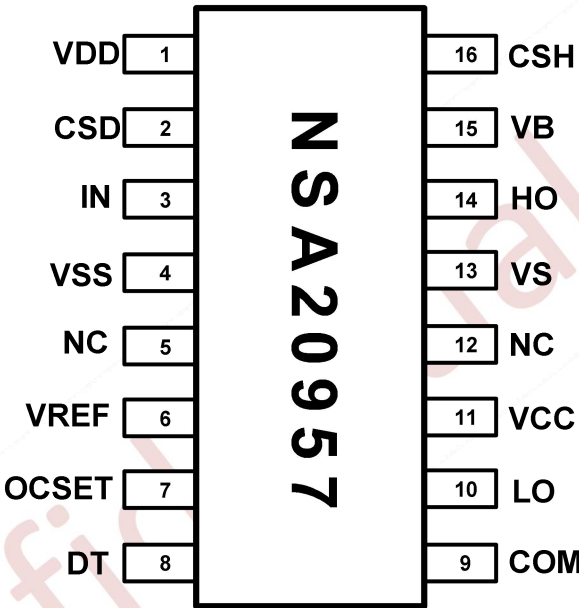 VDD 1 16 CSH
CSD 2 15 VB
IN 3 14 HO
VSS 4 13 VS
NC 5 12 NC
VREF 6 11 VCC
OCSET 7 10 LO
DT 8 9 COM
NSA20957